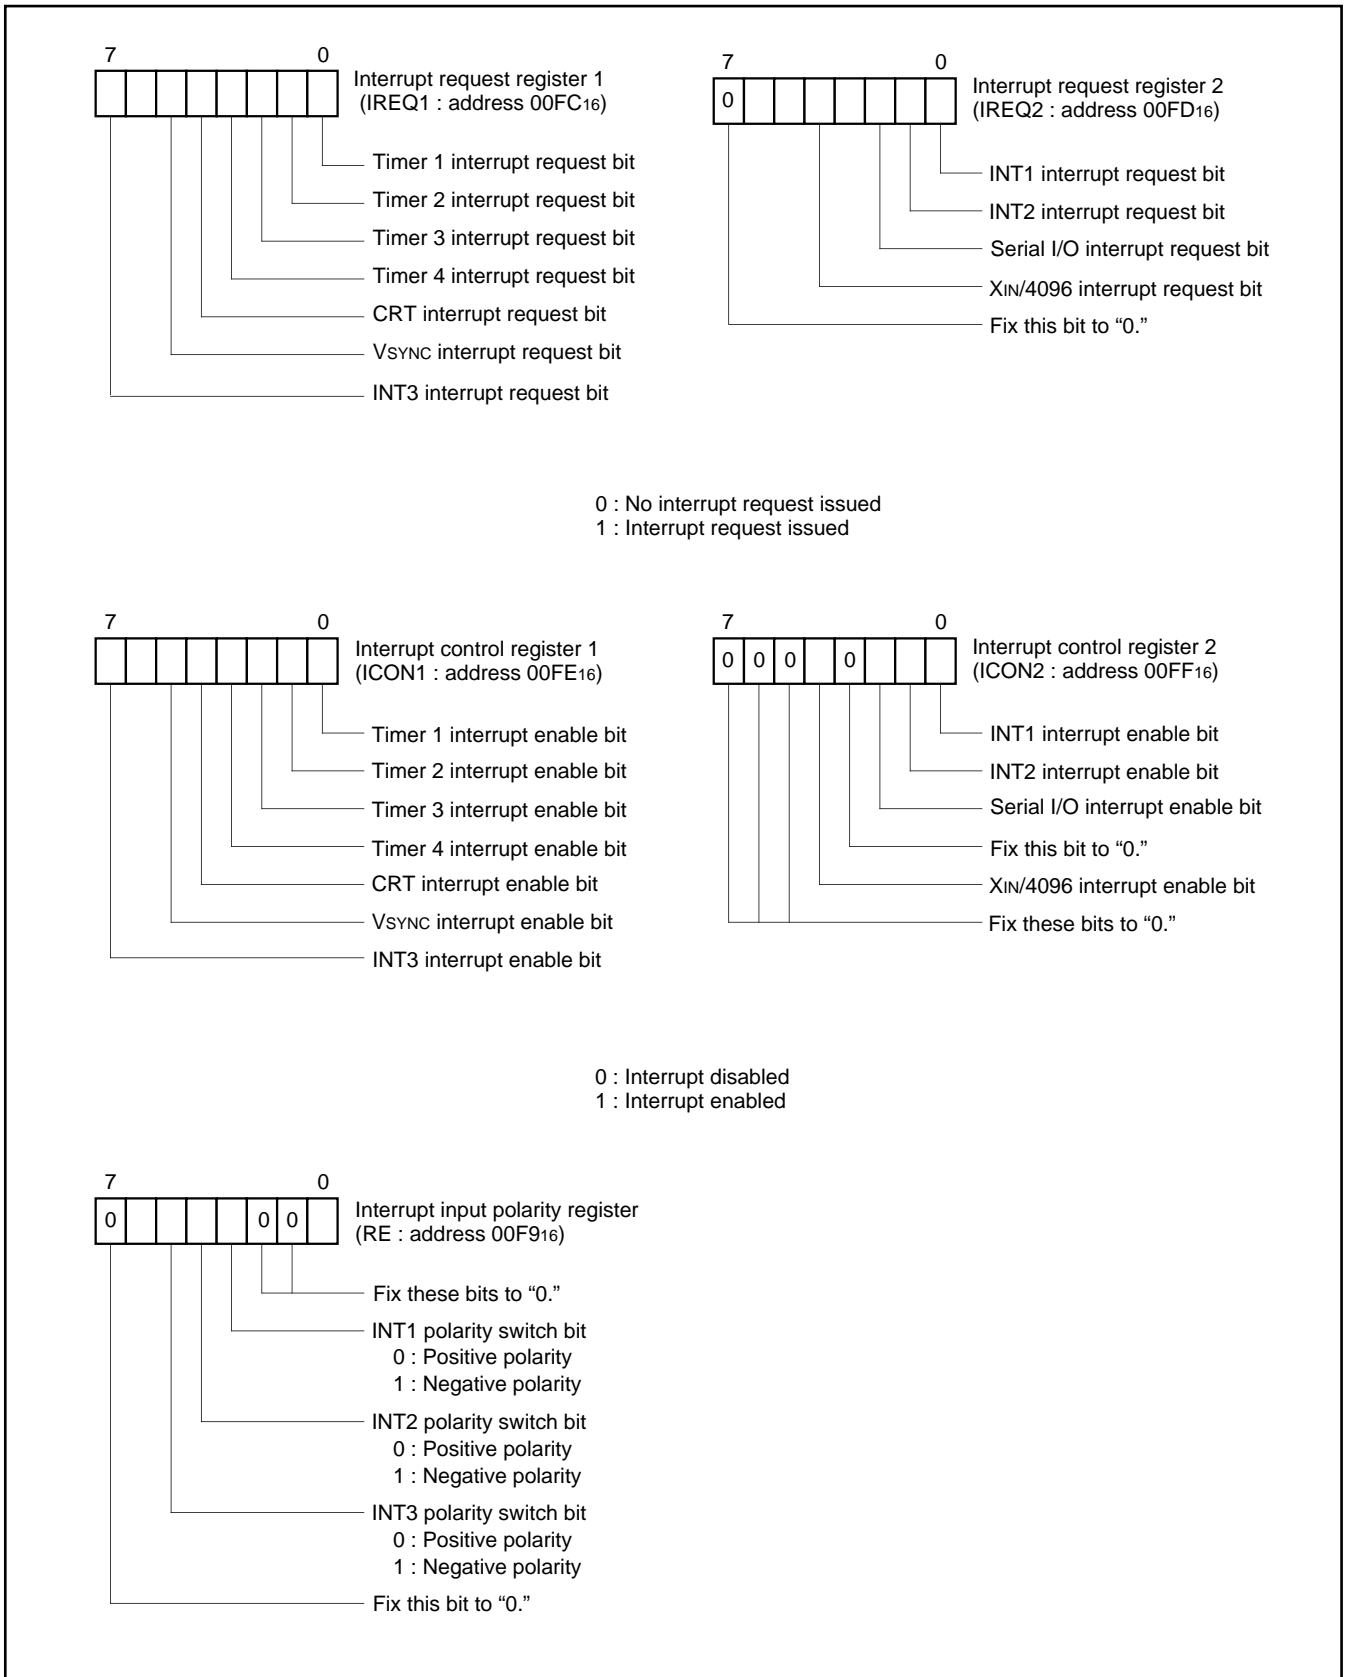 7 0
Interrupt request register 1
(IREQ1 : address 00FC16)
Timer 1 interrupt request bit
Timer 2 interrupt request bit
Timer 3 interrupt request bit
Timer 4 interrupt request bit
CRT interrupt request bit
VSYNC interrupt request bit
INT3 interrupt request bit
7 0
0
Interrupt request register 2
(IREQ2 : address 00FD16)
INT1 interrupt request bit
INT2 interrupt request bit
Serial I/O interrupt request bit
XIN/4096 interrupt request bit
Fix this bit to “0.”
0 : No interrupt request issued
1 : Interrupt request issued
7 0
Interrupt control register 1
(ICON1 : address 00FE16)
Timer 1 interrupt enable bit
Timer 2 interrupt enable bit
Timer 3 interrupt enable bit
Timer 4 interrupt enable bit
CRT interrupt enable bit
VSYNC interrupt enable bit
INT3 interrupt enable bit
7 0
0 0 0 0
Interrupt control register 2
(ICON2 : address 00FF16)
INT1 interrupt enable bit
INT2 interrupt enable bit
Serial I/O interrupt enable bit
Fix this bit to “0.”
XIN/4096 interrupt enable bit
Fix these bits to “0.”
0 : Interrupt disabled
1 : Interrupt enabled
7 0
0 0 0
Interrupt input polarity register
(RE : address 00F916)
Fix these bits to “0.”
INT1 polarity switch bit
0 : Positive polarity
1 : Negative polarity
INT2 polarity switch bit
0 : Positive polarity
1 : Negative polarity
INT3 polarity switch bit
0 : Positive polarity
1 : Negative polarity
Fix this bit to “0.”